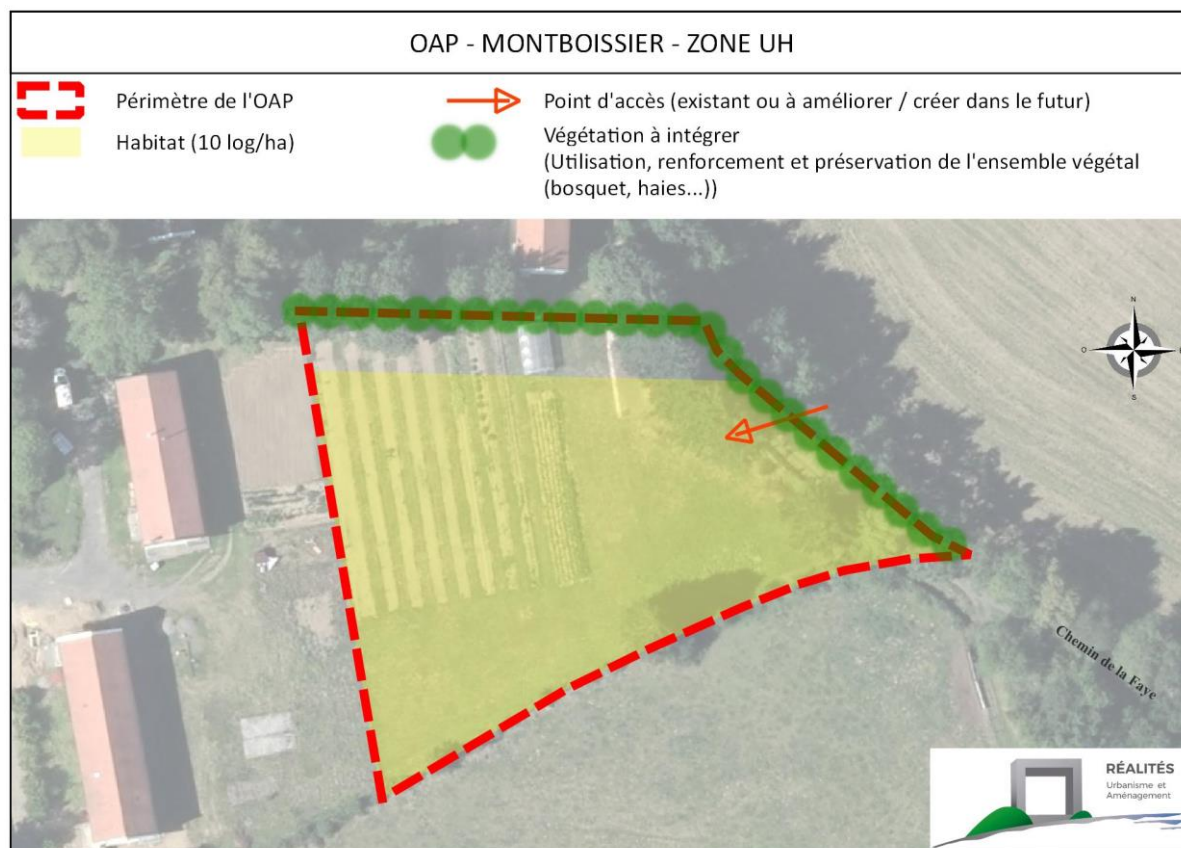 OAP - MONTBOISSIER - ZONE UH
Périmètre de l'OAP
Habitat (10 log/ha)
Point d'accès (existant ou à améliorer / créer dans le futur)
Végétation à intégrer
(Utilisation, renforcement et préservation de l'ensemble végétal
(bosquet, haies...))
N
O
S
Chemin de la Faye
RÉALITÉS
Urbanisme et
Aménagement